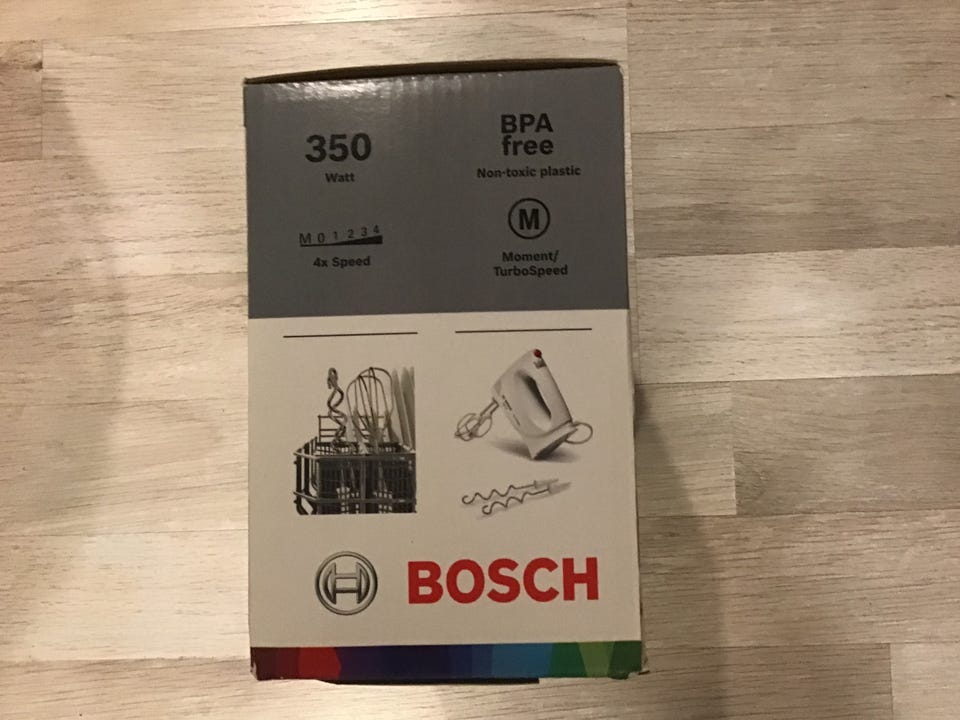 350
Watt
BPA
free
Non-toxic plastic
M 0 1 2 3 4
4x Speed
M
Moment/
TurboSpeed
BOSCH